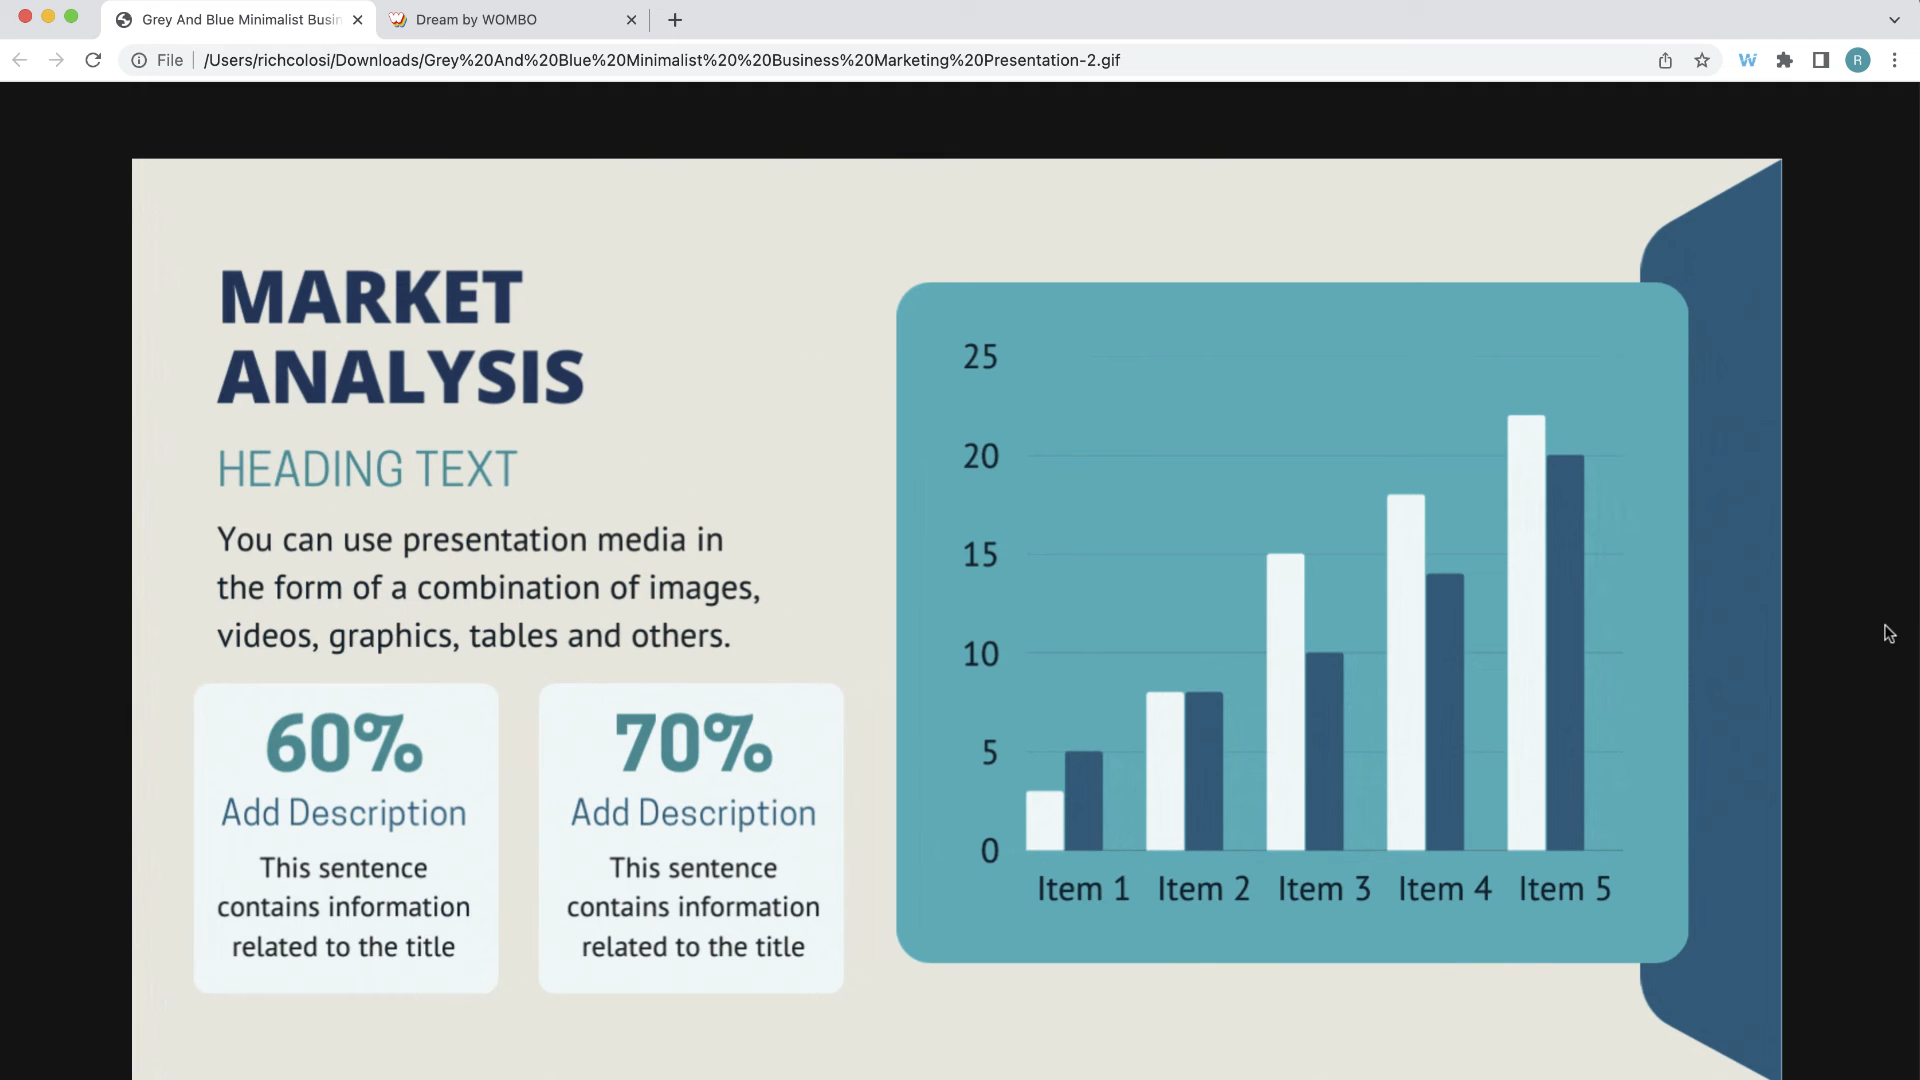 Grey And Blue Minimalist Busin
Dream by WOMBO
File
/Users/richcolosi/Downloads/Grey%20And%20Blue%20Minimalist%20%20Business%20Marketing%20Presentation-2.gif
W
R
MARKET
ANALYSIS
HEADING TEXT
You can use presentation media in
the form of a combination of images,
videos, graphics, tables and others.
60%
Add Description
This sentence
contains information
related to the title
70%
Add Description
This sentence
contains information
related to the title
25
20
15
10
5
0
Item 1 Item 2 Item 3 Item 4 Item 5